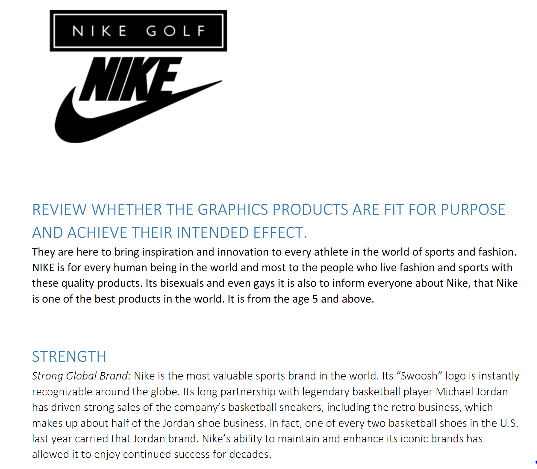 NIKE GOLF
NIKE
REVIEW WHETHER THE GRAPHICS PRODUCTS ARE FIT FOR PURPOSE
AND ACHIEVE THEIR INTENDED EFFECT.
They are here to bring inspiration and innovation to every athlete in the world of sports and fashion.
NIKE is for every human being in the world and most to the people who live fashion and sports with
these quality products. Its bisexuals and even gays it is also to inform everyone about Nike, that Nike
is one of the best products in the world. It is from the age 5 and above.
STRENGTH
Strong Global Brand: Nike is the most valuable sports brand in the world. Its “Swoosh” logo is instantly
recognizable around the globe. Its long partnership with legendary basketball player Michael Jordan
has driven strong sales of the company’s basketball sneakers, including the retro business, which
makes up about half of the Jordan shoe business. In fact, one of every two basketball shoes in the U.S.
last year carried that Jordan brand. Nike’s ability to maintain and enhance its iconic brands has
allowed it to enjoy continued success for decades.